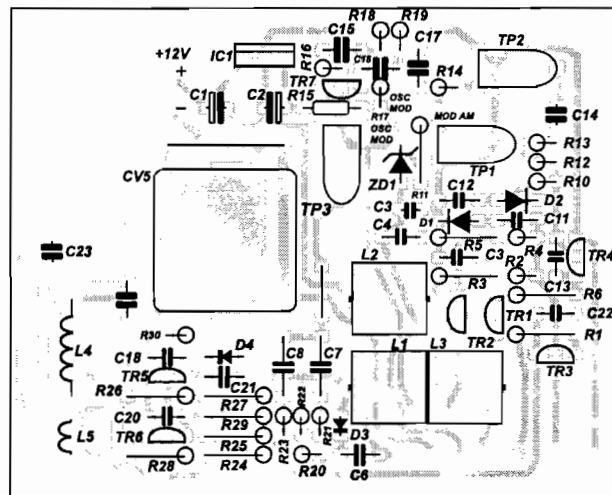 R18 R19
C15
+12V
IC1
R16
C18
C17
TP2
TR7
R14
C1
C2
R15
OSC
MOD
R17
OSC
MOD
MOD AM
C14
R13
TP1
R12
R10
CV5
ZD1
TP3
R11
C12
D2
C3
D1
C11
C4
R5
R4
C23
C3
TR4
L2
R2
R3
C13
R6
TR1
C22
R30
R1
L4
C18
D4
C8
C7
L1
L3
TR2
TR3
TR5
R26
C21
R27
R22
C20
R29
L5
TR6
R25
R23
R21
D3
R28
R24
R20
C6
+
-